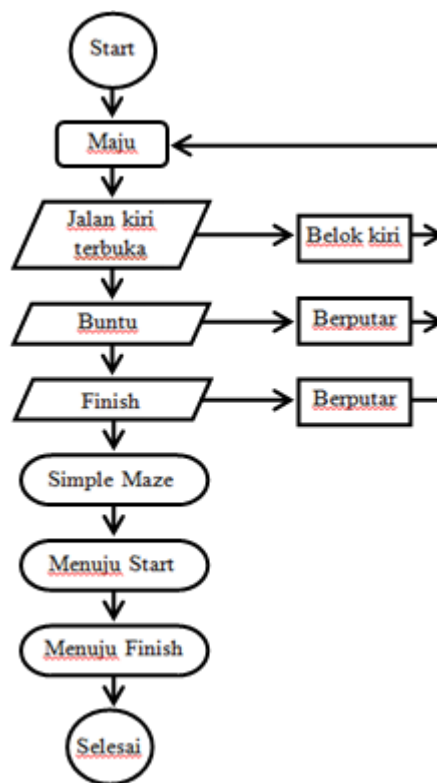 Start
Maju
Jalan kiri
terbuka
Belok kiri
Buntu
Berputar
Finish
Berputar
Simple Maze
Menuju Start
Menuju Finish
Selesai